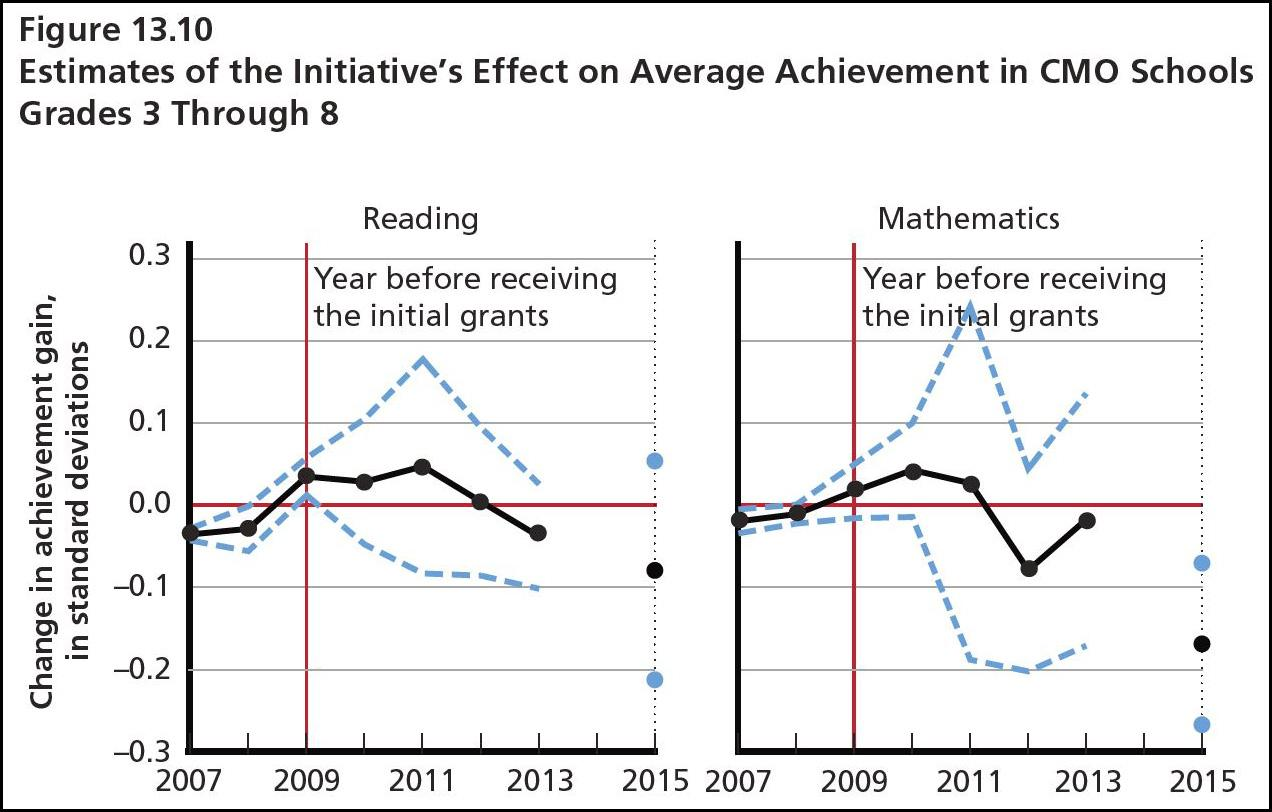 Figure 13.10
Estimates of the Initiative's Effect on Average Achievement in CMO Schools
Grades 3 Through 8
Reading
Mathematics
Change in achievement gain,
in standard deviations
0.3
0.2
0.1
0.0
–0.1
–0.2
–0.3
Year before receiving
the initial grants
Year before receiving
the initial grants
2007 2009 2011 2013 2015
2007 2009 2011 2013 2015